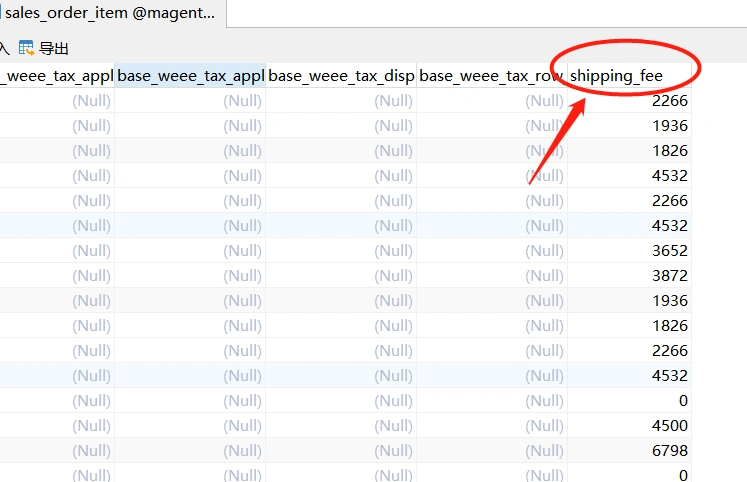 sales_order_item @magent...
入 导出
_weee_tax_appl base_weee_tax_appl base_weee_tax_disp base_weee_tax_row shipping_fee
(Null) (Null) (Null) (Null) 2266
(Null) (Null) (Null) (Null) 1936
(Null) (Null) (Null) (Null) 1826
(Null) (Null) (Null) (Null) 4532
(Null) (Null) (Null) (Null) 2266
(Null) (Null) (Null) (Null) 4532
(Null) (Null) (Null) (Null) 3652
(Null) (Null) (Null) (Null) 3872
(Null) (Null) (Null) (Null) 1936
(Null) (Null) (Null) (Null) 1826
(Null) (Null) (Null) (Null) 2266
(Null) (Null) (Null) (Null) 4532
(Null) (Null) (Null) (Null) 0
(Null) (Null) (Null) (Null) 4500
(Null) (Null) (Null) (Null) 6798
(Null) (Null) (Null) (Null) 0